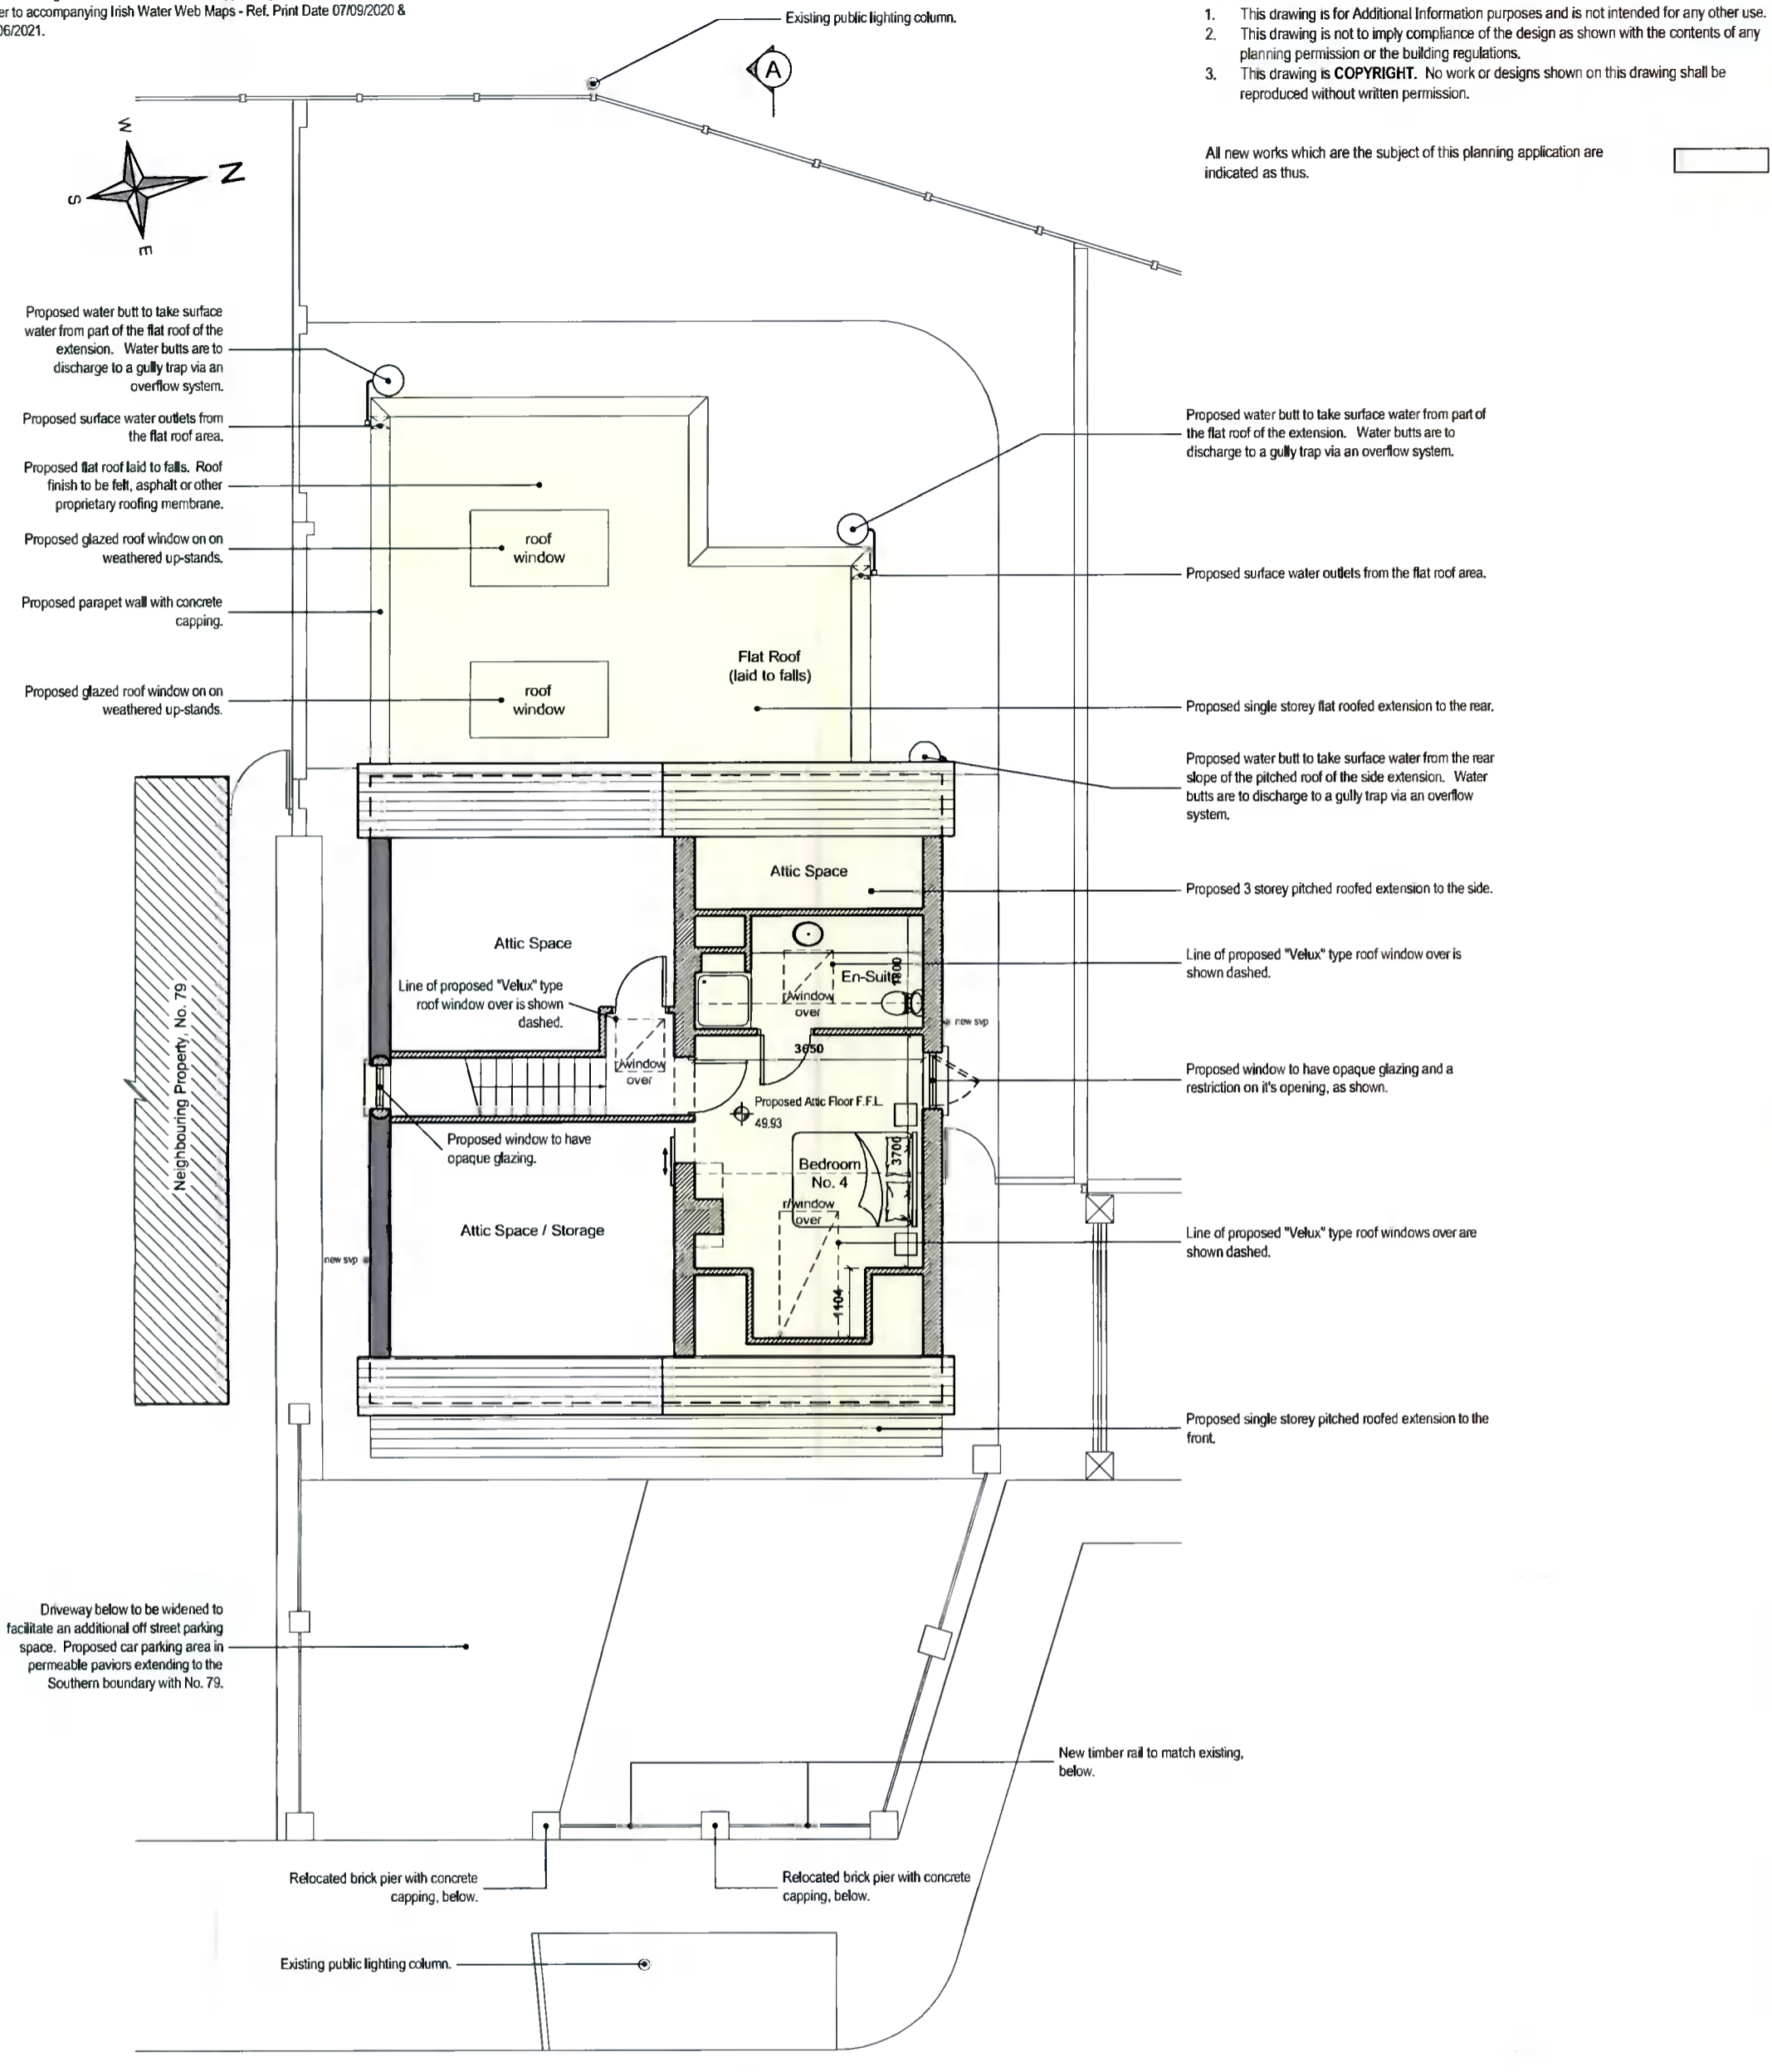 er to accompanying Irish Water Web Maps - Ref. Print Date 07/09/2020 &
06/2021.
Existing public lighting column.
A
1. This drawing is for Additional Information purposes and is not intended for any other use.
2. This drawing is not to imply compliance of the design as shown with the contents of any
planning permission or the building regulations.
3. This drawing is COPYRIGHT. No work or designs shown on this drawing shall be
reproduced without written permission.
All new works which are the subject of this planning application are
indicated as thus.
W
N
S
E
Proposed water butt to take surface
water from part of the flat roof of the
extension. Water butts are to
discharge to a gully trap via an
overflow system.
Proposed surface water outlets from
the flat roof area.
Proposed flat roof laid to falls. Roof
finish to be felt, asphalt or other
proprietary roofing membrane.
Proposed glazed roof window on on
weathered up-stands.
Proposed parapet wall with concrete
capping.
Proposed glazed roof window on on
weathered up-stands.
roof
window
roof
window
Flat Roof
(laid to falls)
Proposed water butt to take surface water from part of
the flat roof of the extension. Water butts are to
discharge to a gully trap via an overflow system.
Proposed surface water outlets from the flat roof area.
Proposed single storey flat roofed extension to the rear.
Proposed water butt to take surface water from the rear
slope of the pitched roof of the side extension. Water
butts are to discharge to a gully trap via an overflow
system.
Proposed 3 storey pitched roofed extension to the side.
Line of proposed "Velux" type roof window over is
shown dashed.
new svp
Proposed window to have opaque glazing and a
restriction on it's opening, as shown.
Line of proposed "Velux" type roof windows over are
shown dashed.
Proposed single storey pitched roofed extension to the
front.
Neighbouring Property, No. 79
Attic Space
Attic Space
Line of proposed "Velux" type
roof window over is shown
dashed.
r/window
over
En-Suite
1800
r/window
over
3650
Proposed Attic Floor F.F.L
49.93
Proposed window to have
opaque glazing.
Bedroom
No. 4
3700
r/window
over
Attic Space / Storage
new svp
1104
Driveway below to be widened to
facilitate an additional off street parking
space. Proposed car parking area in
permeable paviors extending to the
Southern boundary with No. 79.
New timber rail to match existing,
below.
Relocated brick pier with concrete
capping, below.
Relocated brick pier with concrete
capping, below.
Existing public lighting column.